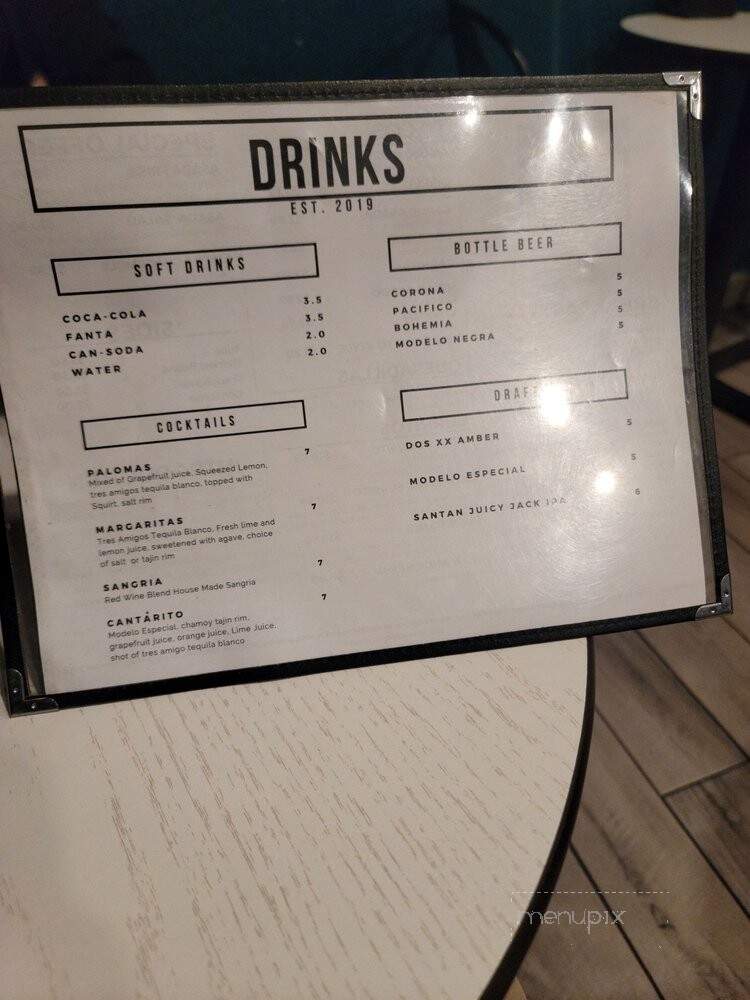 DRINKS
EST. 2019
SOFT DRINKS
COCA-COLA 3.5
FANTA 3.5
CAN-SODA 2.0
WATER 2.0
COCKTAILS
PALOMAS 7
Mixed of Grapefruit juice, Squeezed Lemon,
tres amigos tequila blanco, topped with
Squirt, salt rim
MARGARITAS 7
Tres Amigos Tequila Blanco, Fresh lime and
lemon juice, sweetened with agave, choice
of salt or tajin rim
SANGRIA 7
Red Wine Blend House Made Sangria
CANTÅRITO 7
Modelo Especial, chamoy tajin rim,
grapefruit juice, orange juice, Lime Juice,
shot of tres amigo tequila blanco
BOTTLE BEER
CORONA 5
PACIFICO 5
BOHEMIA 5
MODELO NEGRA 5
DOS XX AMBER 5
MODELO ESPECIAL 5
SANTAN JUICY JACK IPA 6
menupix